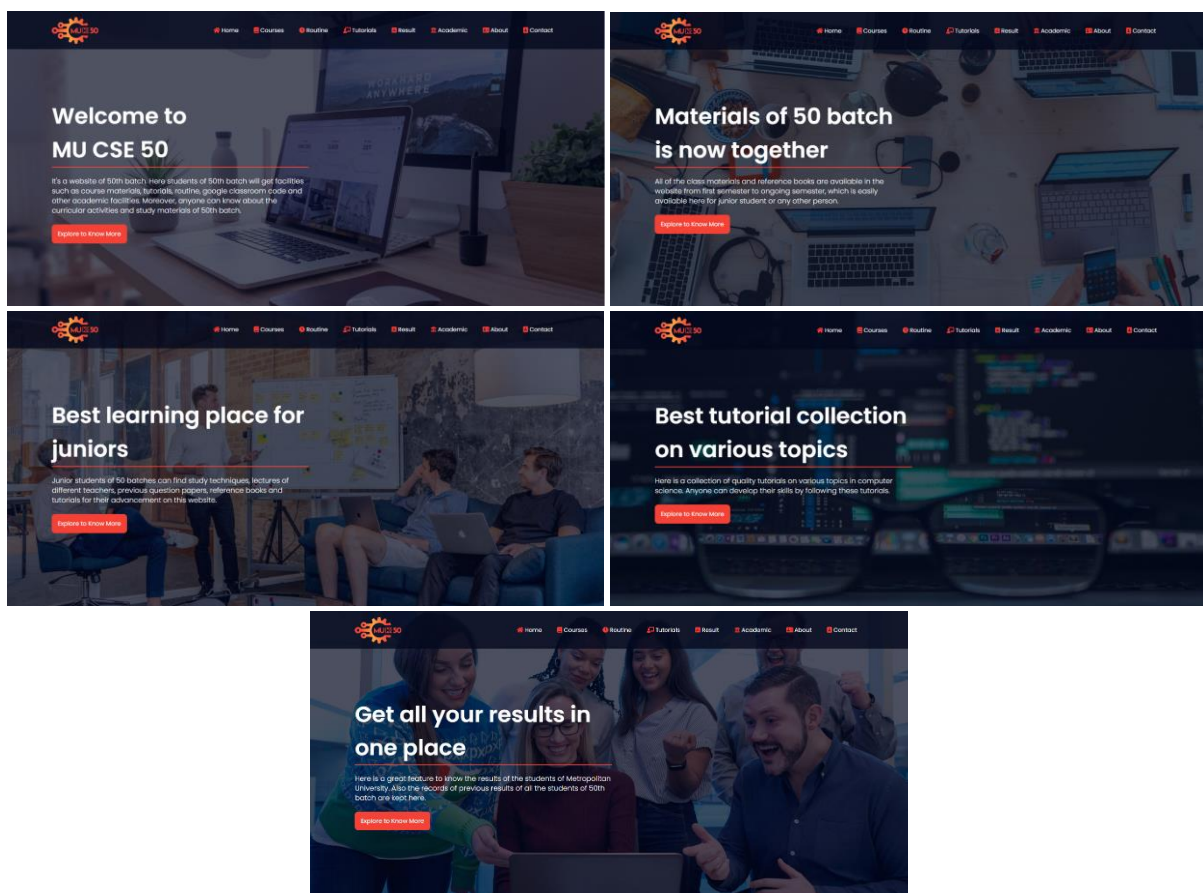 MU CSE 50
Home Courses Routine Tutorials Result Academic About Contact
WORKHARD
ANYWHERE
Welcome to
MU CSE 50
It's a website of 50th batch. Here students of 50th batch will get facilities
such as course materials, tutorials, routine, google classroom code and
other academic facilities. Moreover, anyone can know about the
curricular activities and study materials of 50th batch.
Explore to Know More
MU CSE 50
Home Courses Routine Tutorials Result Academic About Contact
Materials of 50 batch
is now together
All of the class materials and reference books are available in the
website from first semester to ongoing semester, which is easily
available here for junior student or any other person.
Explore to Know More
MU CSE 50
Home Courses Routine Tutorials Result Academic About Contact
Best learning place for
juniors
Junior students of 50 batches can find study techniques, lectures of
different teachers, previous question papers, reference books and
tutorials for their advancement on this website.
Explore to Know More
MU CSE 50
Home Courses Routine Tutorials Result Academic About Contact
Best tutorial collection
on various topics
Here is a collection of quality tutorials on various topics in computer
science. Anyone can develop their skills by following these tutorials.
Explore to Know More
MU CSE 50
Home Courses Routine Tutorials Result Academic About Contact
Get all your results in
one place
Here is a great feature to know the results of the students of Metropolitan
University. Also the records of previous results of all the students of 50th
batch are kept here.
Explore to Know More